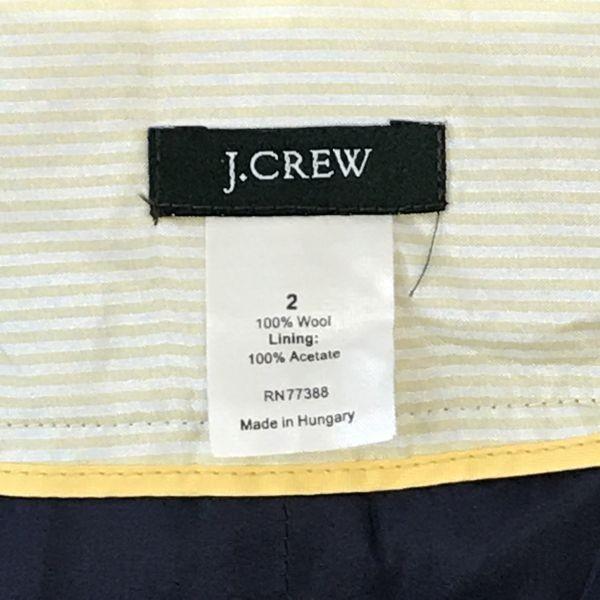 J.CREW
2
100% Wool
Lining:
100% Acetate
RN77388
Made in Hungary